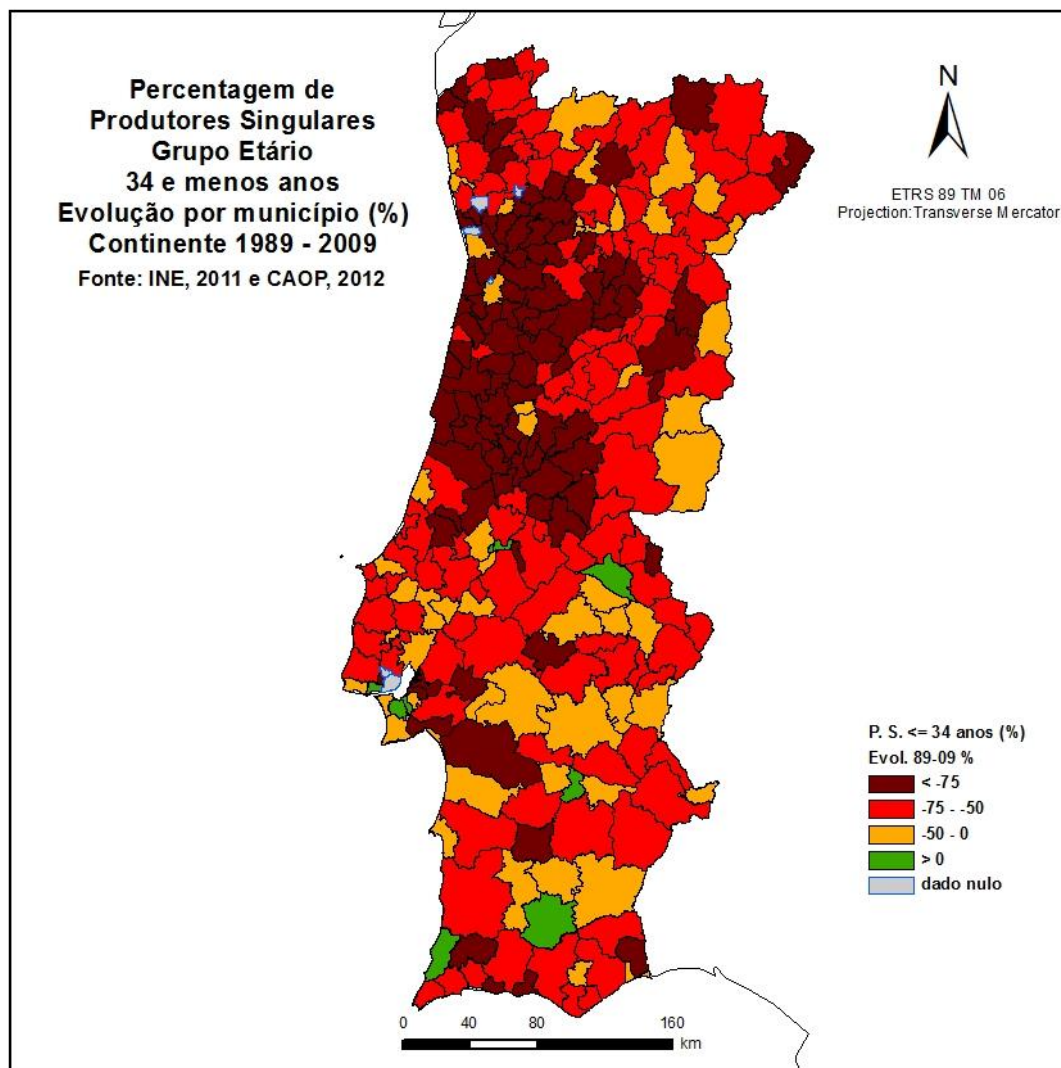 Percentagem de
Produtores Singulares
Grupo Etário
34 e menos anos
Evolução por município (%)
Continente 1989 - 2009
Fonte: INE, 2011 e CAOP, 2012
N
ETRS 89 TM 06
Projection: Transverse Mercator
P. S. <= 34 anos (%)
Evol. 89-09 %
< -75
-75 - -50
-50 - 0
> 0
dado nulo
0 40 80 160
km